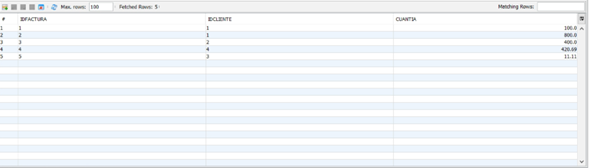 Max. rows: 100 Fetched Rows: 5 Matching Rows:
# IDFACTURA IDCLIENTE CUANTIA
1 1 1 100.0
2 2 1 800.0
3 3 2 400.0
4 4 4 420.69
5 5 3 11.11